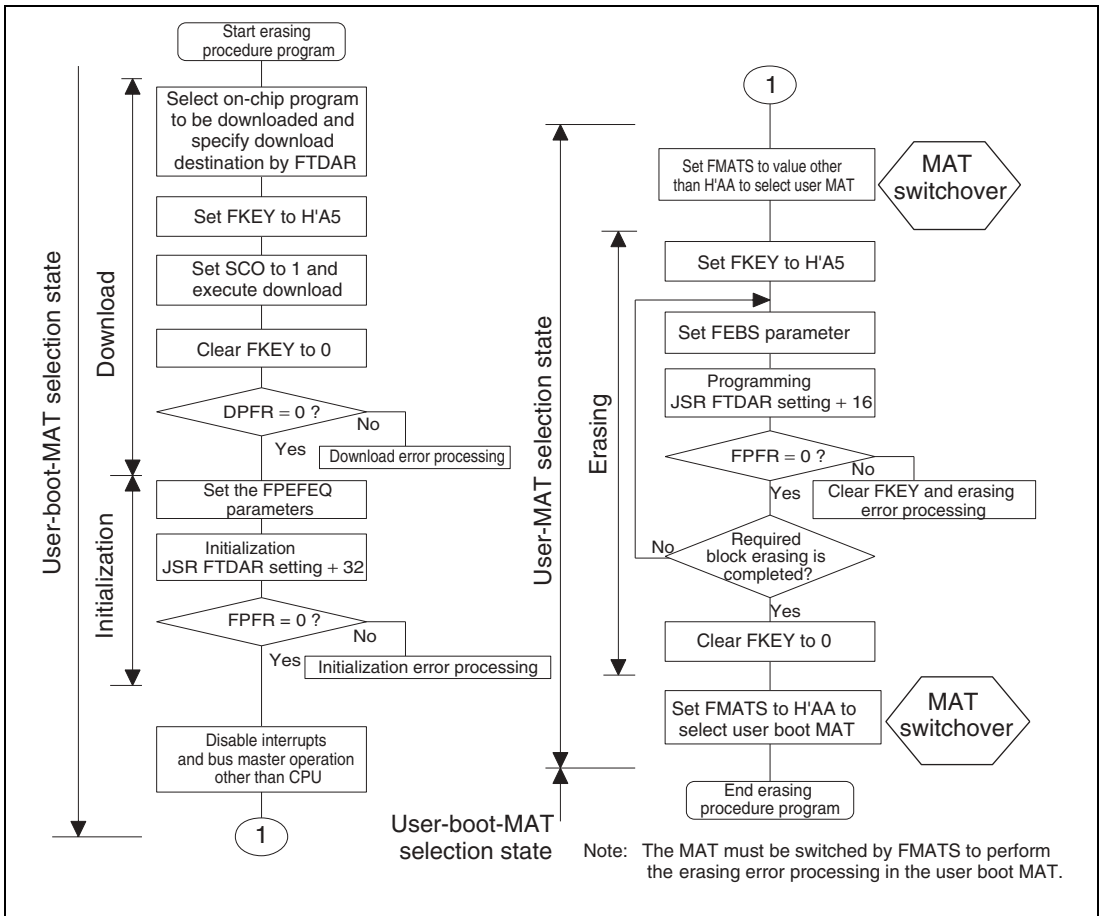 Start erasing
procedure program
User-boot-MAT selection state
Download
Select on-chip program
to be downloaded and
specify download
destination by FTDAR
Set FKEY to H'A5
Set SCO to 1 and
execute download
Clear FKEY to 0
DPFR = 0 ?
No
Yes
Download error processing
Initialization
Set the FPEFEQ
parameters
Initialization
JSR FTDAR setting + 32
FPFR = 0 ?
No
Yes
Initialization error processing
Disable interrupts
and bus master operation
other than CPU
1
1
User-MAT selection state
Set FMATS to value other
than H'AA to select user MAT
MAT
switchover
Erasing
Set FKEY to H'A5
Set FEBS parameter
Programming
JSR FTDAR setting + 16
FPFR = 0 ?
No
Yes
Clear FKEY and erasing
error processing
Required
block erasing is
completed?
No
Yes
Clear FKEY to 0
Set FMATS to H'AA to
select user boot MAT
MAT
switchover
End erasing
procedure program
User-boot-MAT
selection state
Note: The MAT must be switched by FMATS to perform
the erasing error processing in the user boot MAT.